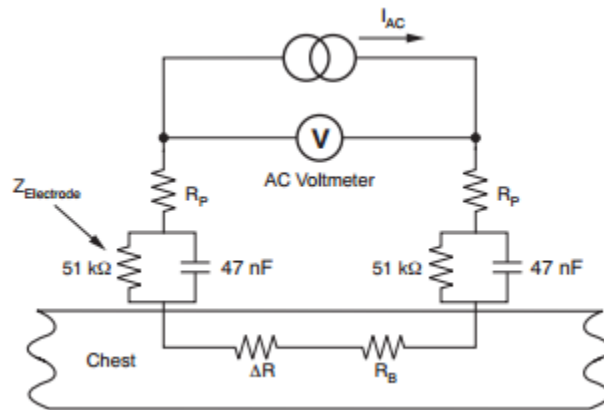 I_AC
V
AC Voltmeter
R_P
R_P
Z_Electrode
51 kΩ
47 nF
51 kΩ
47 nF
Chest
ΔR
R_B